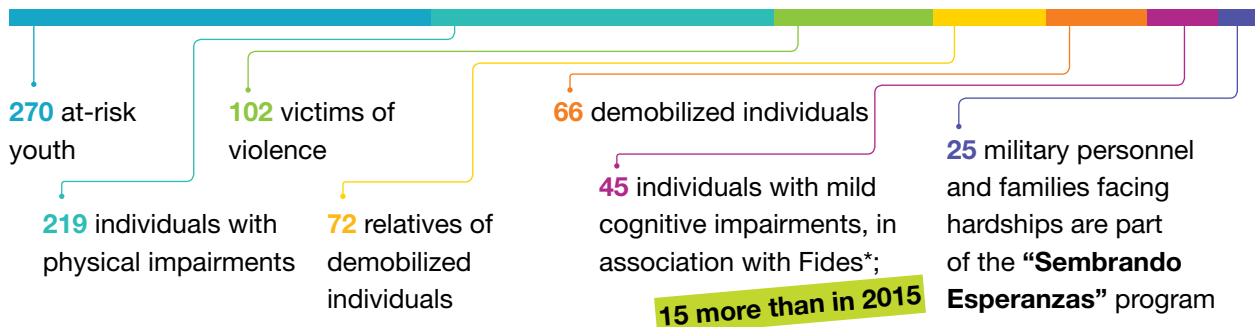 270 at-risk
youth
219 individuals with
physical impairments
102 victims of
violence
72 relatives of
demobilized
individuals
66 demobilized individuals
45 individuals with mild
cognitive impairments, in
association with Fides*;
15 more than in 2015
25 military personnel
and families facing
hardships are part
of the “Sembrando
Esperanzas” program